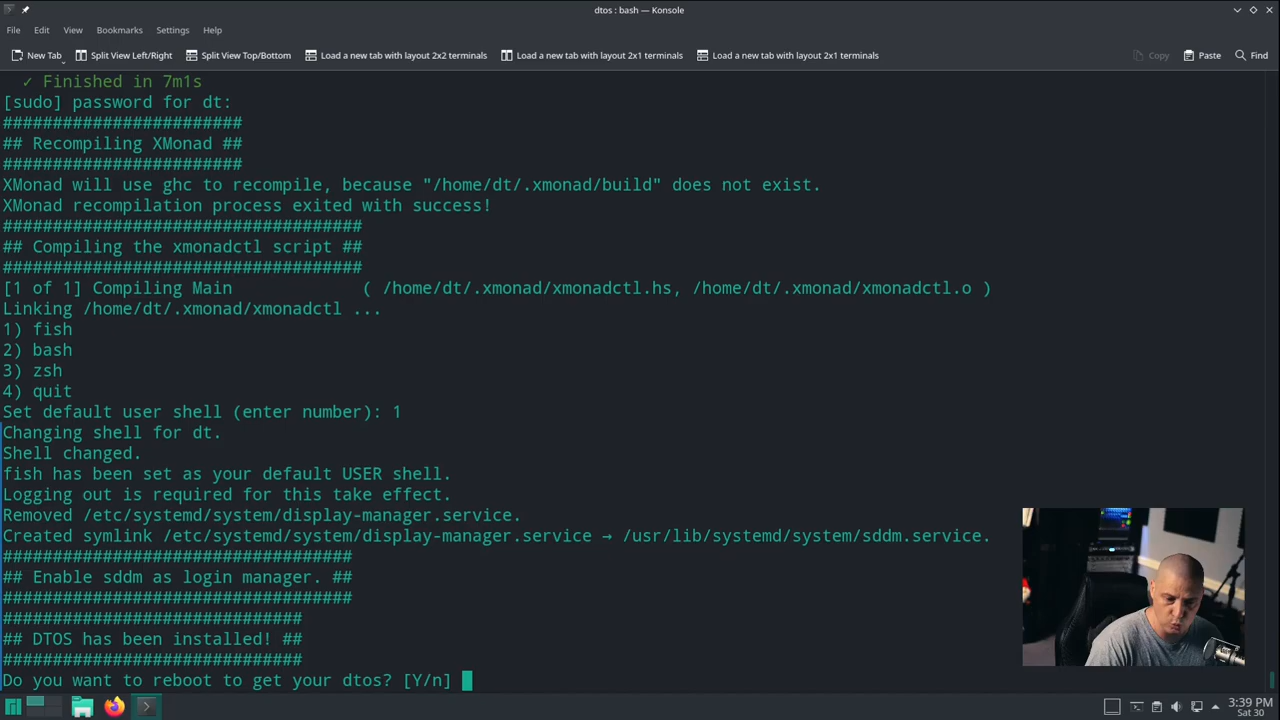 dtos : bash — Konsole
File Edit View Bookmarks Settings Help
New Tab Split View Left/Right Split View Top/Bottom Load a new tab with layout 2x2 terminals Load a new tab with layout 2x1 terminals Load a new tab with layout 2x1 terminals Copy Paste Find
✓ Finished in 7m1s
[sudo] password for dt:
########################
## Recompiling XMonad ##
########################
XMonad will use ghc to recompile, because "/home/dt/.xmonad/build" does not exist.
XMonad recompilation process exited with success!
####################################
## Compiling the xmonadctl script ##
####################################
[1 of 1] Compiling Main             ( /home/dt/.xmonad/xmonadctl.hs, /home/dt/.xmonad/xmonadctl.o )
Linking /home/dt/.xmonad/xmonadctl ...
1) fish
2) bash
3) zsh
4) quit
Set default user shell (enter number): 1
Changing shell for dt.
Shell changed.
fish has been set as your default USER shell.
Logging out is required for this take effect.
Removed /etc/systemd/system/display-manager.service.
Created symlink /etc/systemd/system/display-manager.service → /usr/lib/systemd/system/sddm.service.
###################################
## Enable sddm as login manager. ##
###################################
##############################
## DTOS has been installed! ##
##############################
Do you want to reboot to get your dtos? [Y/n]
3:39 PM
Sat 30